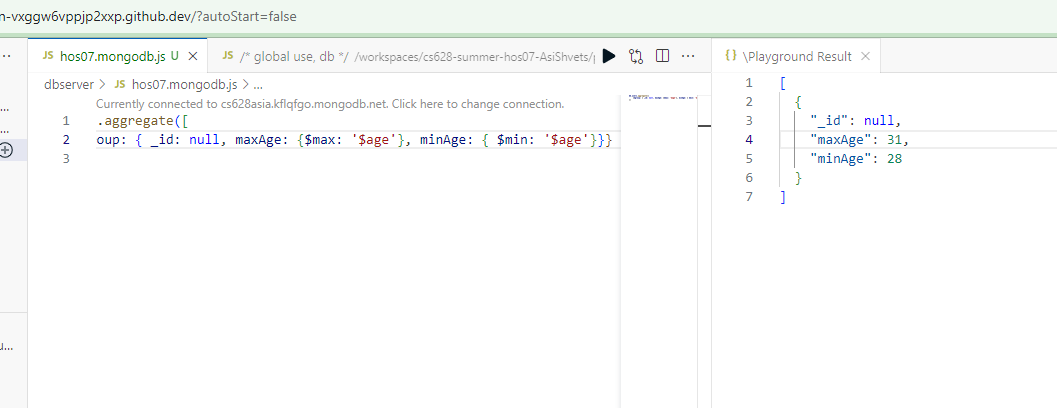 n-vxggw6vppjp2xxp.github.dev/?autoStart=false
JS hos07.mongodb.js U
JS /* global use, db */ /workspaces/cs628-summer-hos07-AsiShvets/
dbserver > JS hos07.mongodb.js > ...
Currently connected to cs628asia.kflqfgo.mongodb.net. Click here to change connection.
1 .aggregate([
2 oup: { _id: null, maxAge: {$max: '$age'}, minAge: { $min: '$age'}}}
3
{} \Playground Result
1 [
2 {
3 "_id": null,
4 "maxAge": 31,
5 "minAge": 28
6 }
7 ]